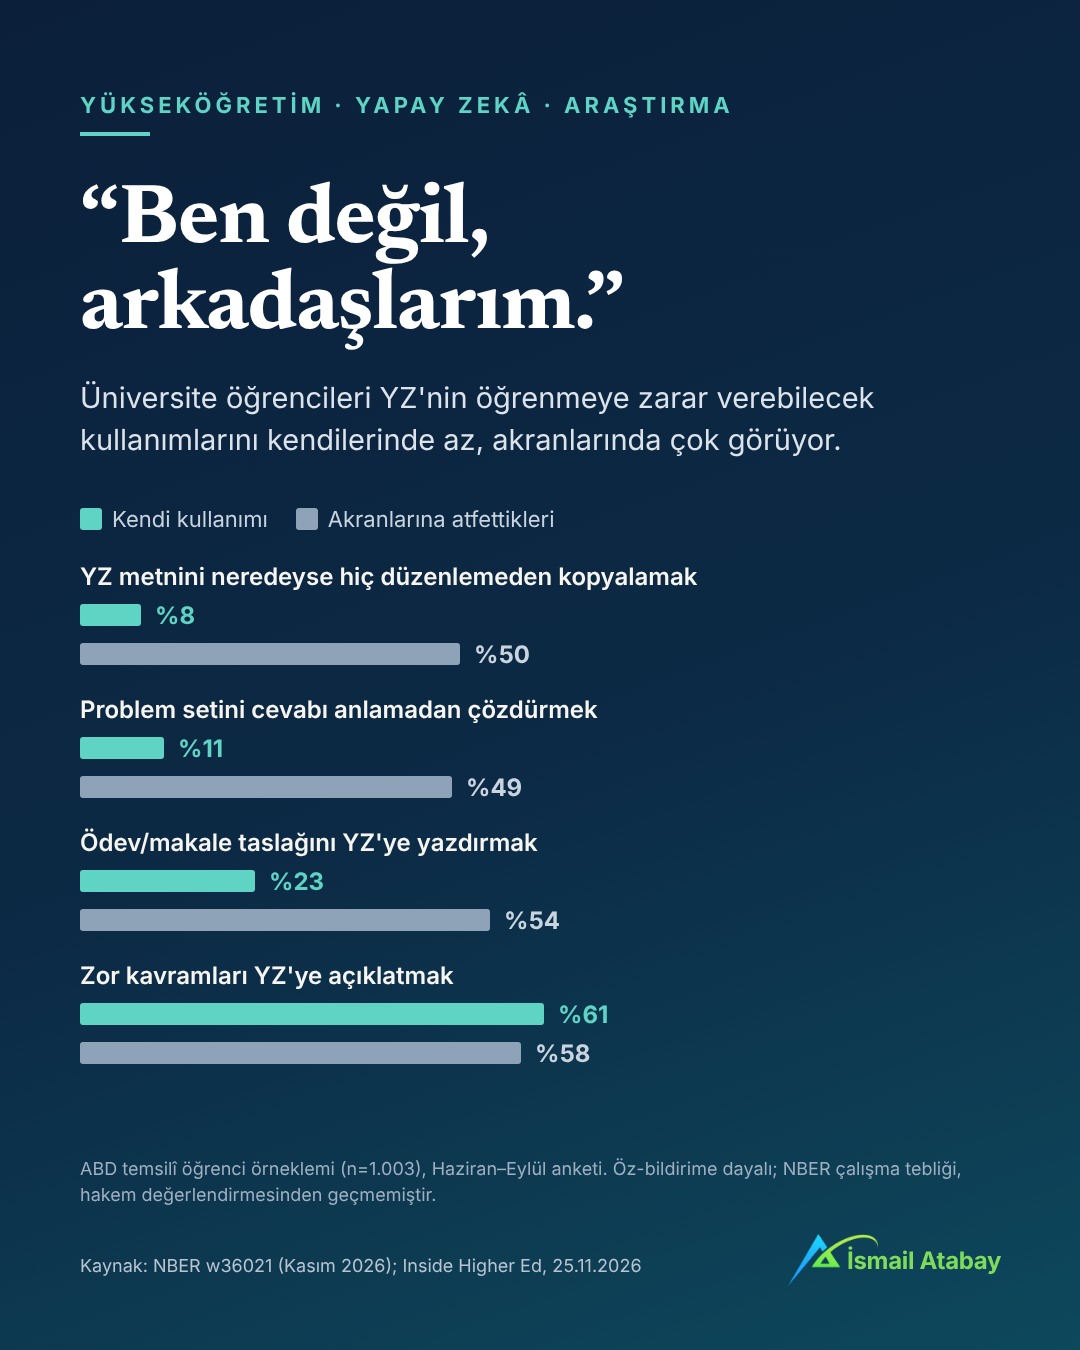 YÜKSEKÖĞRETİM · YAPAY ZEKÂ · ARAŞTIRMA
“Ben değil,
arkadaşlarım.”
Üniversite öğrencileri YZ'nin öğrenmeye zarar verebilecek
kullanımlarını kendilerinde az, akranlarında çok görüyor.
Kendi kullanımı Akranlarına atfettikleri
YZ metnini neredeyse hiç düzenlemeden kopyalamak
%8
%50
Problem setini cevabı anlamadan çözdürmek
%11
%49
Ödev/makale taslağını YZ'ye yazdırmak
%23
%54
Zor kavramları YZ'ye açıklatmak
%61
%58
ABD temsilî öğrenci örneklemi (n=1.003), Haziran–Eylül anketi. Öz-bildirime dayalı; NBER çalışma tebliği,
hakem değerlendirmesinden geçmemiştir.
Kaynak: NBER w36021 (Kasım 2026); Inside Higher Ed, 25.11.2026
İsmail Atabay